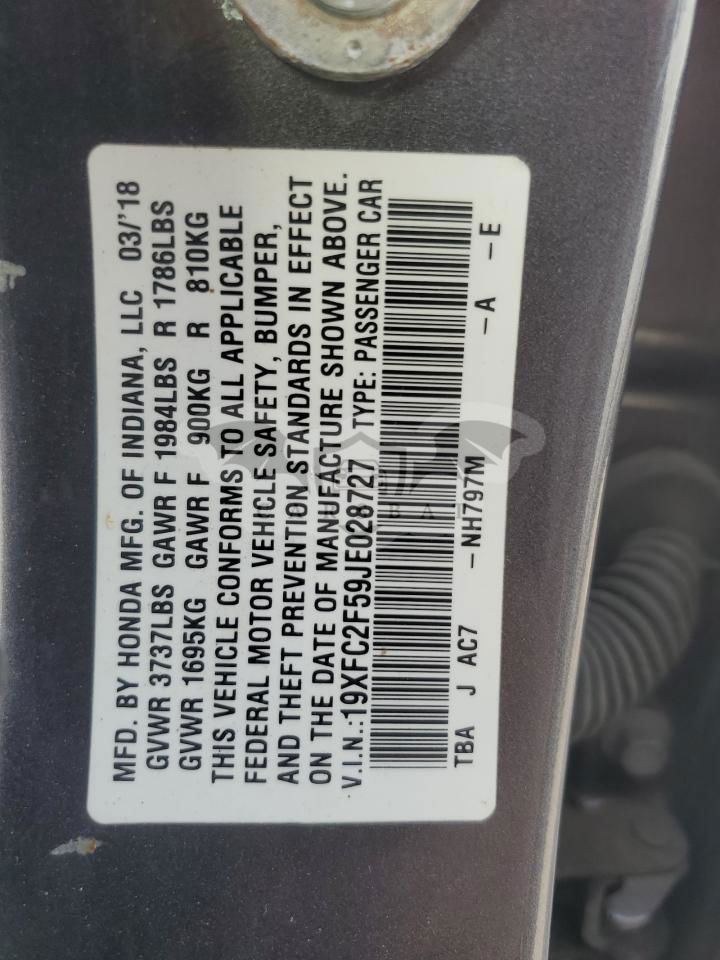 MFD. BY HONDA MFG. OF INDIANA, LLC 03/'18
GVWR 3737LBS GAWR F 1984LBS R 1786LBS
GVWR 1695KG GAWR F 900KG R 810KG
THIS VEHICLE CONFORMS TO ALL APPLICABLE
FEDERAL MOTOR VEHICLE SAFETY, BUMPER,
AND THEFT PREVENTION STANDARDS IN EFFECT
ON THE DATE OF MANUFACTURE SHOWN ABOVE.
V.I.N.:19XFC2F59JE028727 TYPE: PASSENGER CAR
TBA J AC7 -NH797M -A -E